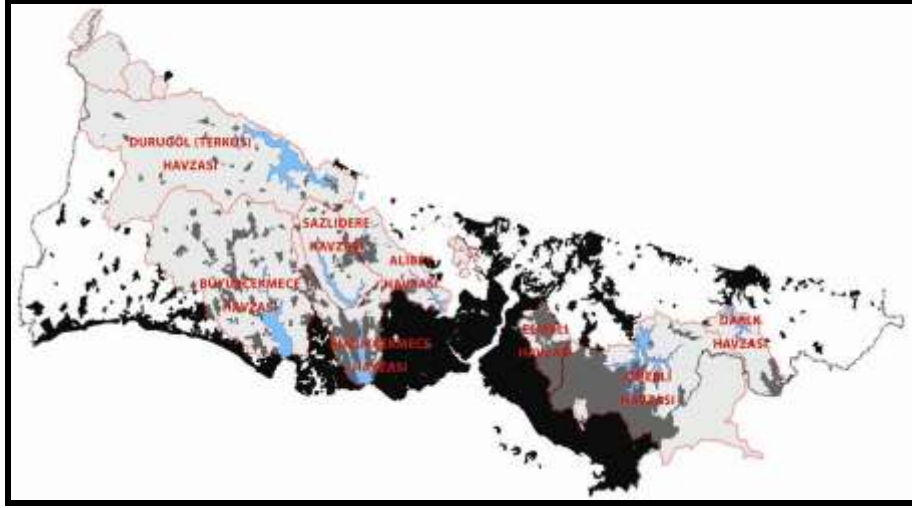 DURUGÖL (TERKOS)
HAVZASI
SAZLIDERE
HAVZASI
ALİBEY
HAVZASI
BÜYÜKÇEKMECE
HAVZASI
KÜÇÜKÇEKMECE
HAVZASI
ELMALI
HAVZASI
ÖMERLİ
HAVZASI
DARLIK
HAVZASI